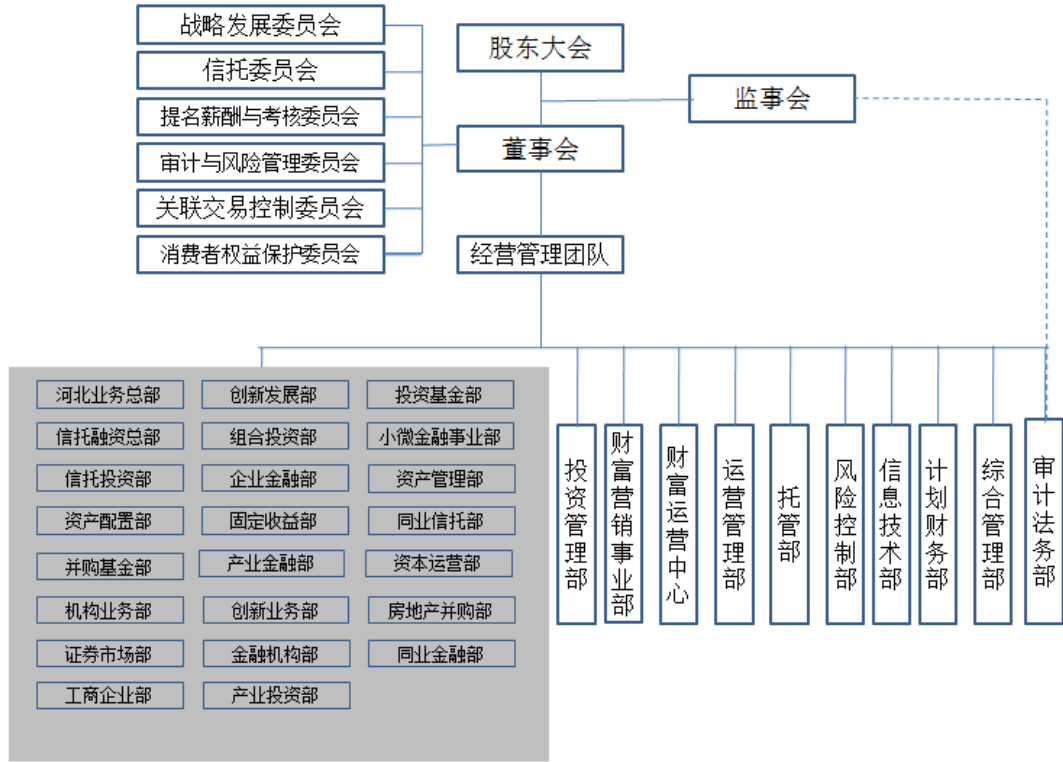 战略发展委员会
信托委员会
提名薪酬与考核委员会
审计与风险管理委员会
关联交易控制委员会
消费者权益保护委员会
股东大会
监事会
董事会
经营管理团队
河北业务总部
创新发展部
投资基金部
信托融资总部
组合投资部
小微金融事业部
信托投资部
企业金融部
资产管理部
资产配置部
固定收益部
同业信托部
并购基金部
产业金融部
资本运营部
机构业务部
创新业务部
房地产并购部
证券市场部
金融机构部
同业金融部
工商企业部
产业投资部
投资管理部
财富营销事业部
财富运营中心
运营管理部
托管部
风险控制部
信息技术部
计划财务部
综合管理部
审计法务部